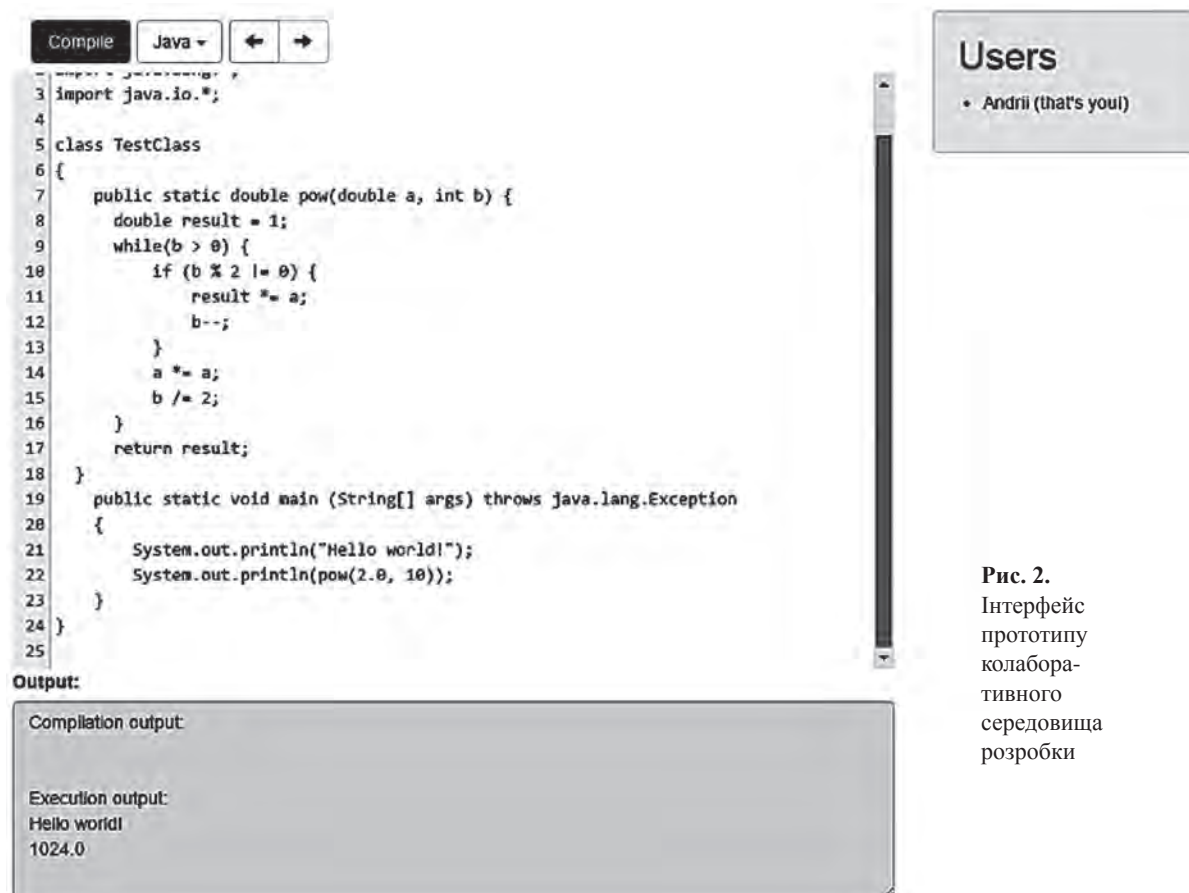 Compile Java
3 import java.io.*;
4
5 class TestClass
6 {
7 public static double pow(double a, int b) {
8 double result = 1;
9 while(b > 0) {
10 if (b % 2 != 0) {
11 result *= a;
12 b--;
13 }
14 a *= a;
15 b /= 2;
16 }
17 return result;
18 }
19 public static void main (String[] args) throws java.lang.Exception
20 {
21 System.out.println("Hello world!");
22 System.out.println(pow(2.0, 10));
23 }
24 }
25
Output:
Compilation output:
Execution output:
Hello world!
1024.0
Users
• Andrii (that's you!)
Рис. 2.
Інтерфейс
прототипу
колабора-
тивного
середовища
розробки